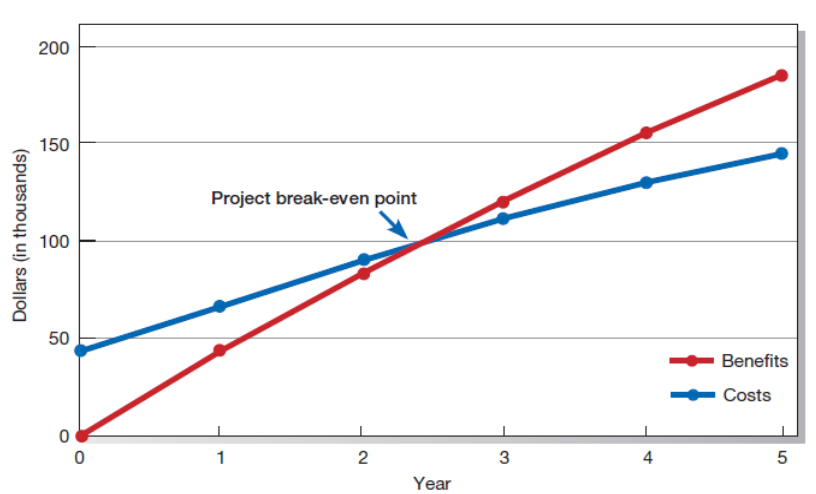 200
150
Project break-even point
100
Dollars (in thousands)
50
Benefits
Costs
0
0 1 2 3 4 5
Year